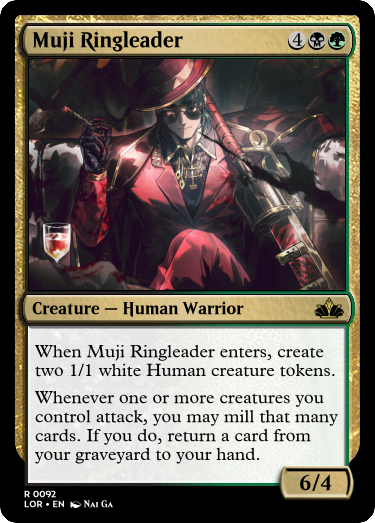 Muji Ringleader 4
Creature — Human Warrior
When Muji Ringleader enters, create
two 1/1 white Human creature tokens.
Whenever one or more creatures you
control attack, you may mill that many
cards. If you do, return a card from
your graveyard to your hand.
6/4
R 0092
LOR • EN Nai Ga